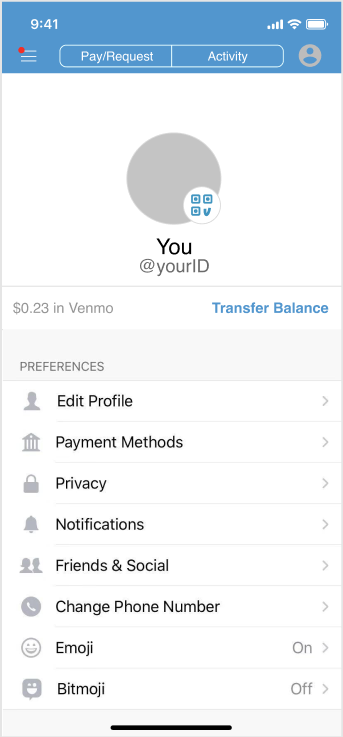 9:41
Pay/Request Activity
You
@yourID
$0.23 in Venmo Transfer Balance
PREFERENCES
Edit Profile
Payment Methods
Privacy
Notifications
Friends & Social
Change Phone Number
Emoji On
Bitmoji Off